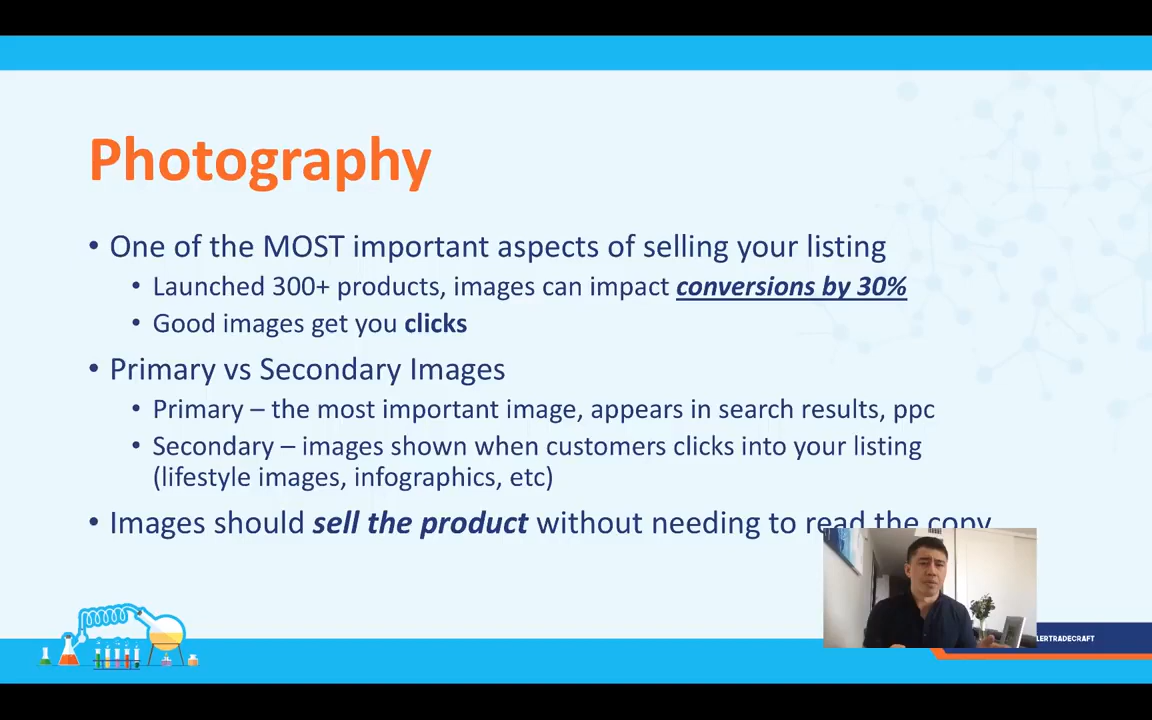 Photography
• One of the MOST important aspects of selling your listing
• Launched 300+ products, images can impact conversions by 30%
• Good images get you clicks
• Primary vs Secondary Images
• Primary – the most important image, appears in search results, ppc
• Secondary – images shown when customers clicks into your listing
(lifestyle images, infographics, etc)
• Images should sell the product without needing to read the copy
LERTRADECRAFT